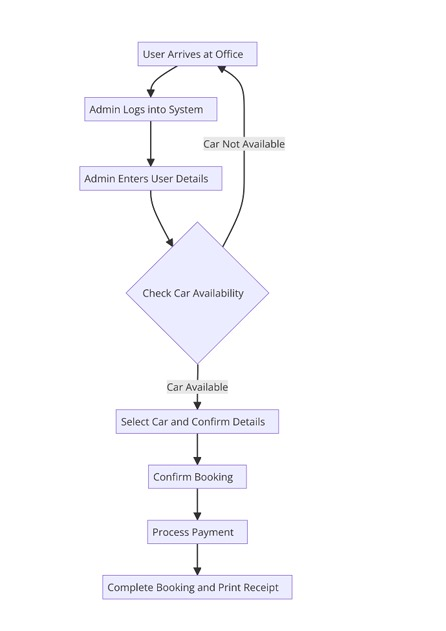 User Arrives at Office
Admin Logs into System
Car Not Available
Admin Enters User Details
Check Car Availability
Car Available
Select Car and Confirm Details
Confirm Booking
Process Payment
Complete Booking and Print Receipt